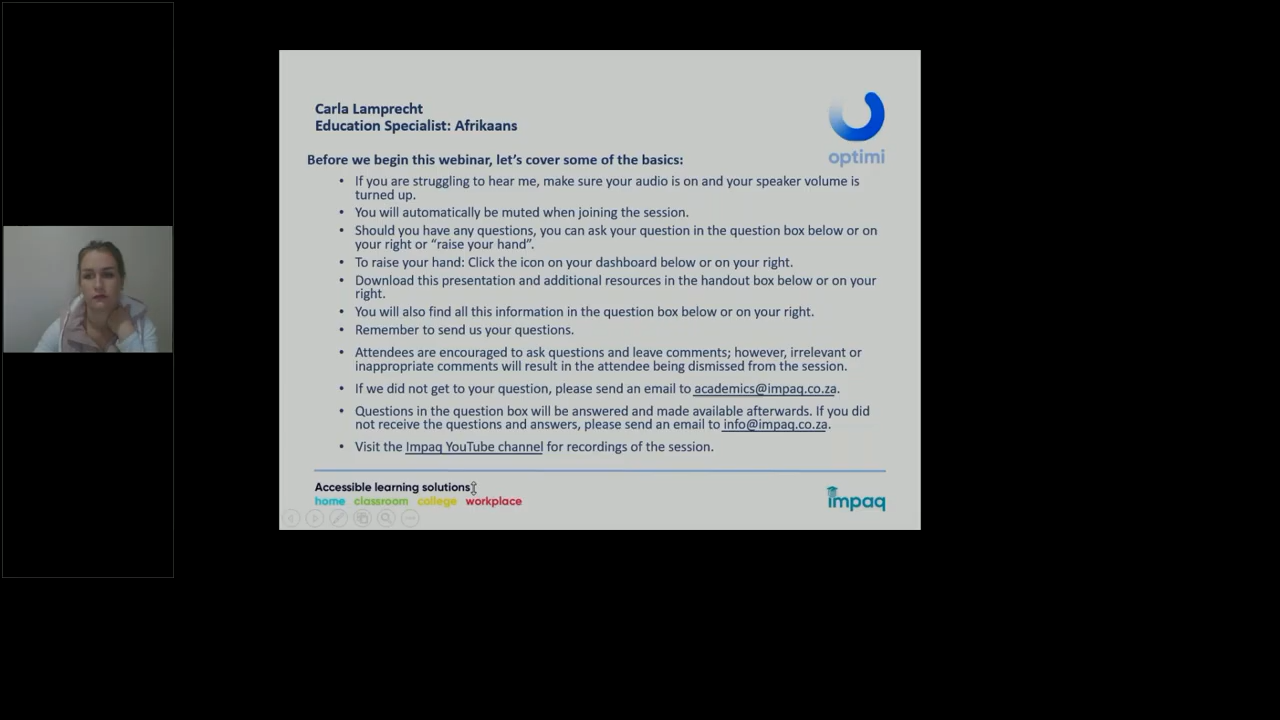 Carla Lamprecht
Education Specialist: Afrikaans
optimi
Before we begin this webinar, let's cover some of the basics:
• If you are struggling to hear me, make sure your audio is on and your speaker volume is
turned up.
• You will automatically be muted when joining the session.
• Should you have any questions, you can ask your question in the question box below or on
your right or “raise your hand”.
• To raise your hand: Click the icon on your dashboard below or on your right.
• Download this presentation and additional resources in the handout box below or on your
right.
• You will also find all this information in the question box below or on your right.
• Remember to send us your questions.
• Attendees are encouraged to ask questions and leave comments; however, irrelevant or
inappropriate comments will result in the attendee being dismissed from the session.
• If we did not get to your question, please send an email to academics@impaq.co.za.
• Questions in the question box will be answered and made available afterwards. If you did
not receive the questions and answers, please send an email to info@impaq.co.za.
• Visit the Impaq YouTube channel for recordings of the session.
Accessible learning solutions
home classroom college workplace
impaq